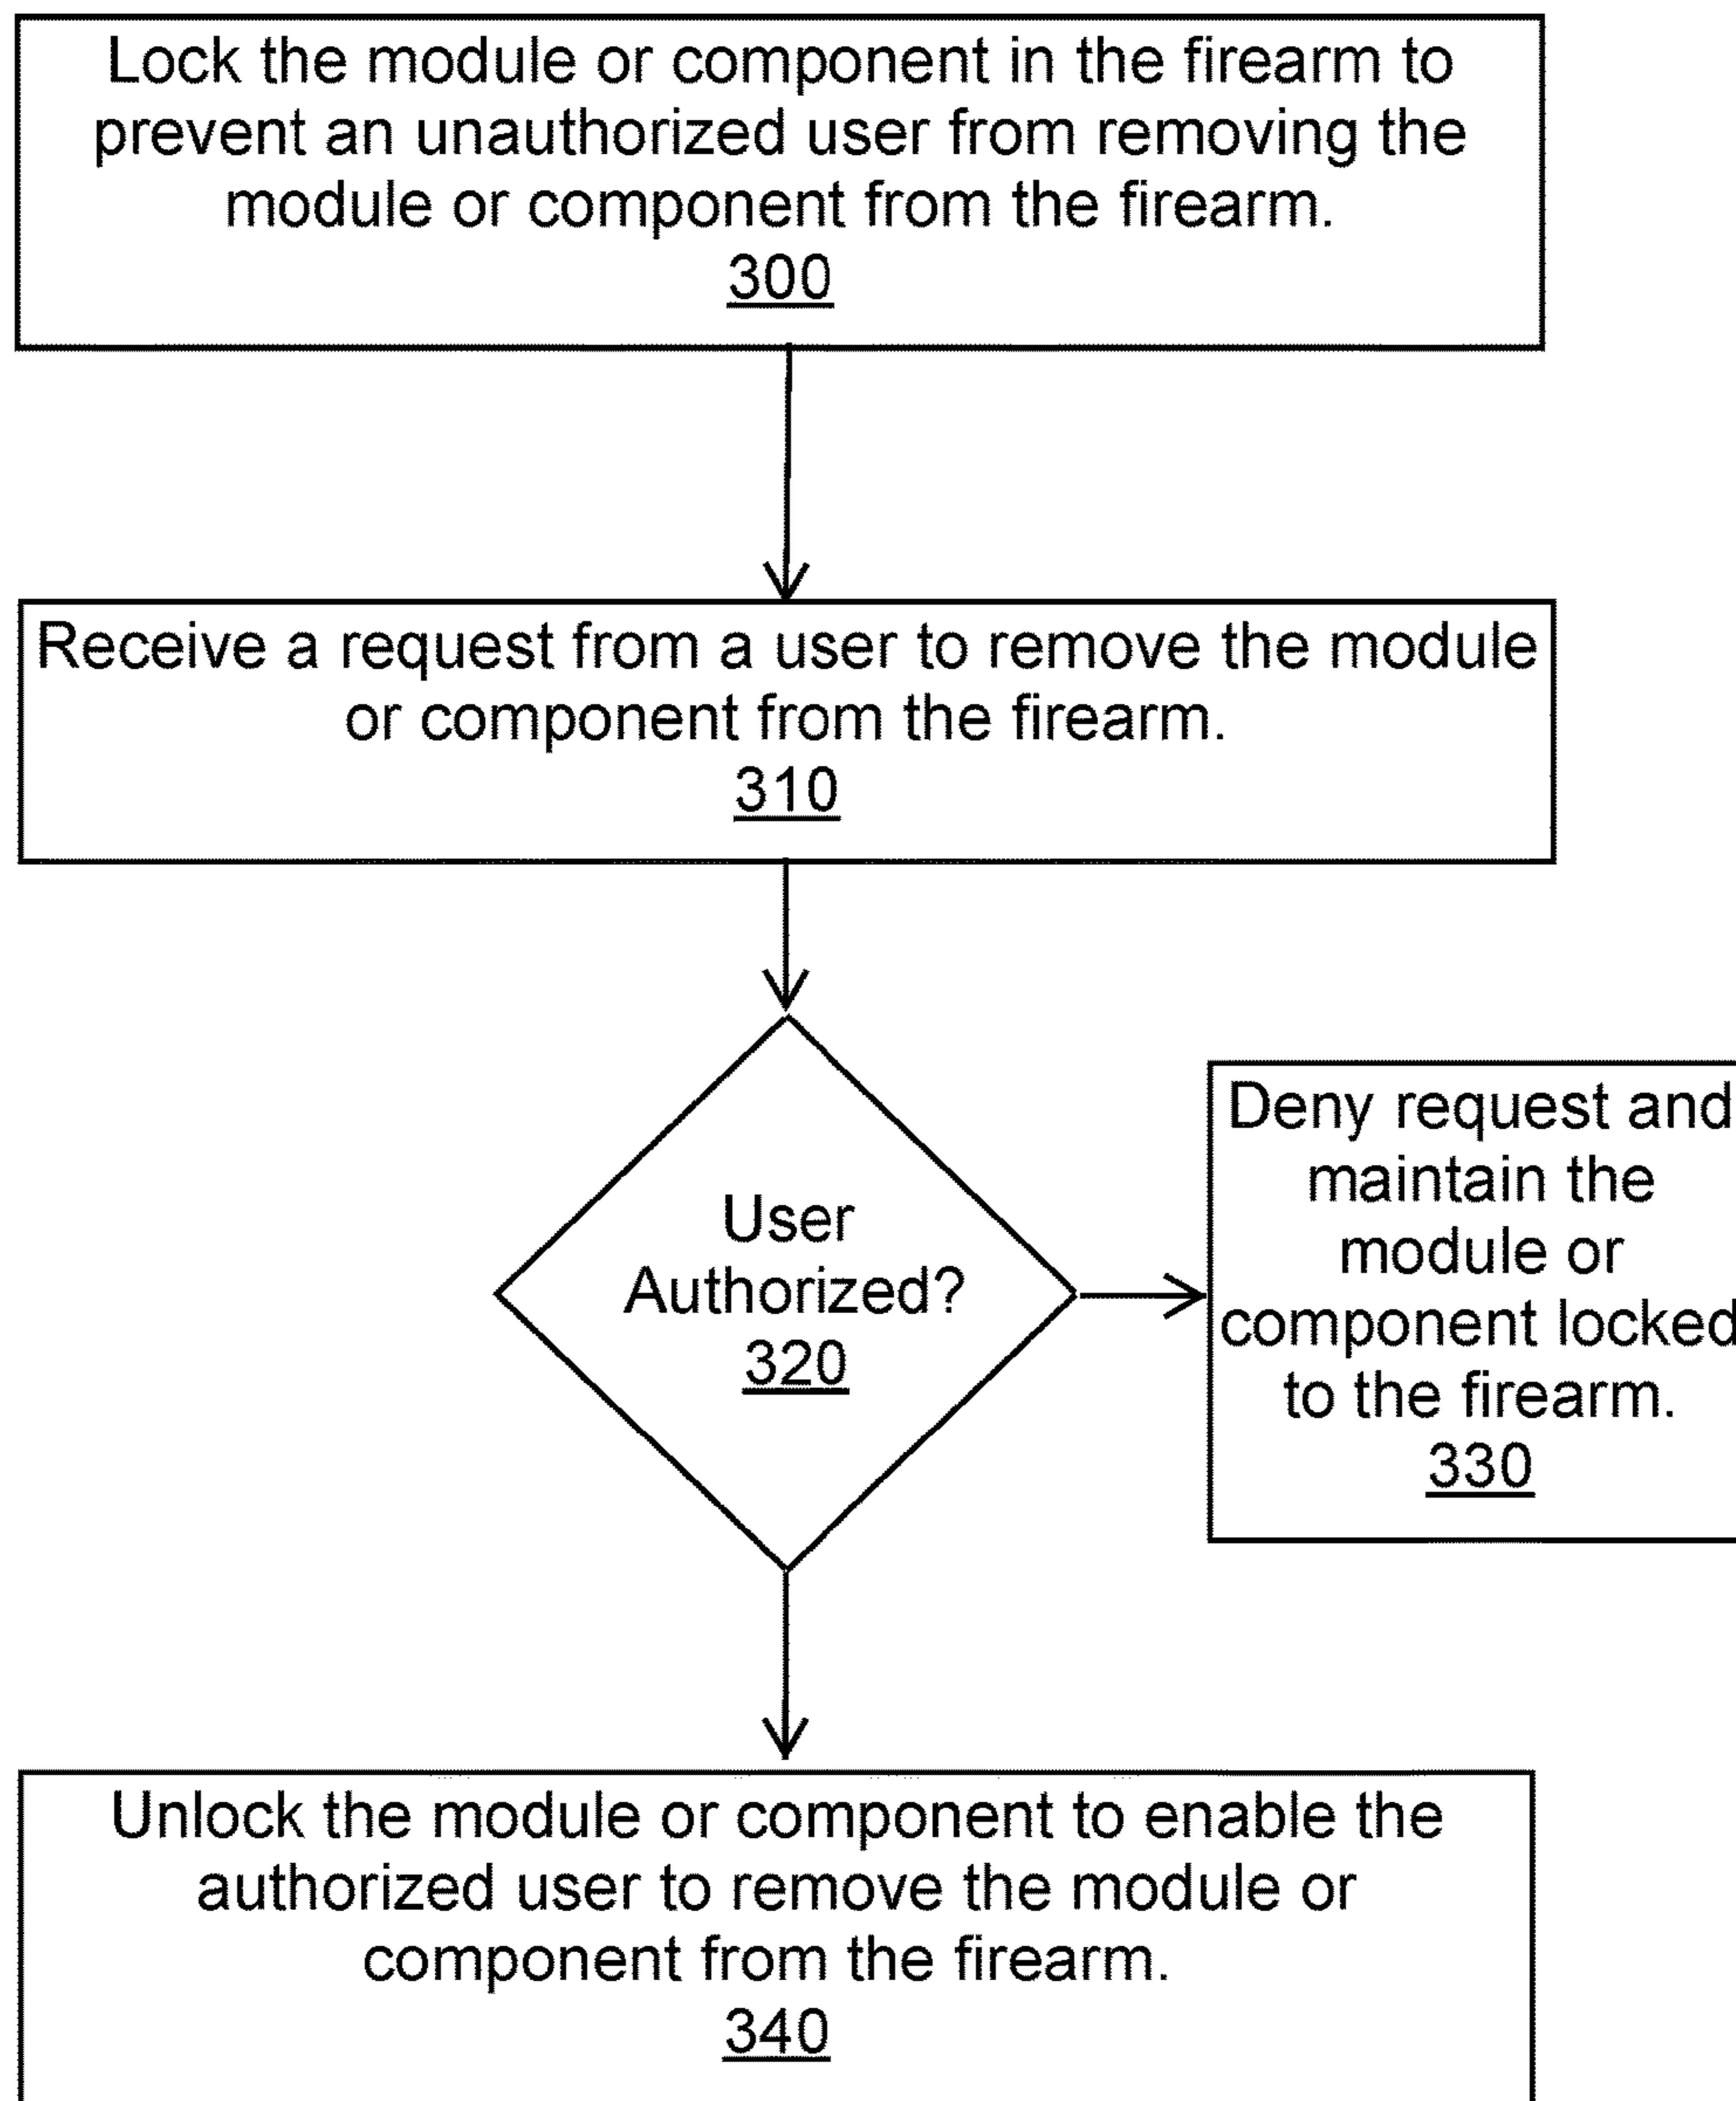 Lock the module or component in the firearm to
prevent an unauthorized user from removing the
module or component from the firearm.
300
Receive a request from a user to remove the module
or component from the firearm.
310
User
Authorized?
320
Deny request and
maintain the
module or
component locked
to the firearm.
330
Unlock the module or component to enable the
authorized user to remove the module or
component from the firearm.
340